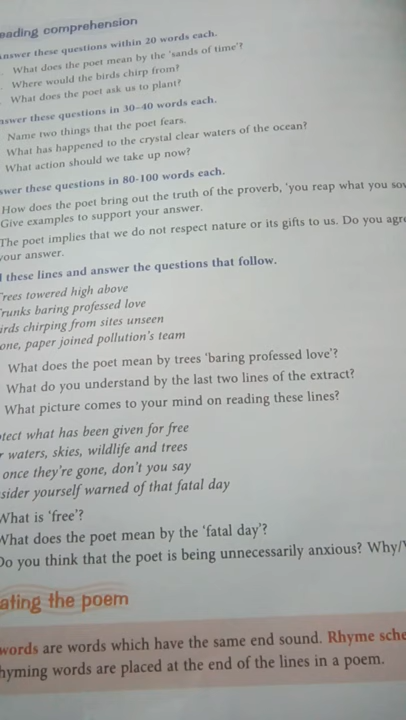 eading comprehension
nswer these questions within 20 words each.
What does the poet mean by the 'sands of time'?
Where would the birds chirp from?
What does the poet ask us to plant?
swer these questions in 30-40 words each.
Name two things that the poet fears.
What has happened to the crystal clear waters of the ocean?
What action should we take up now?
swer these questions in 80-100 words each.
How does the poet bring out the truth of the proverb, 'you reap what you sow
Give examples to support your answer.
The poet implies that we do not respect nature or its gifts to us. Do you agre
your answer.
these lines and answer the questions that follow.
Trees towered high above
Trunks baring professed love
irds chirping from sites unseen
one, paper joined pollution's team
What does the poet mean by trees 'baring professed love'?
What do you understand by the last two lines of the extract?
What picture comes to your mind on reading these lines?
tect what has been given for free
r waters, skies, wildlife and trees
once they're gone, don't you say
sider yourself warned of that fatal day
What is 'free'?
What does the poet mean by the 'fatal day'?
Do you think that the poet is being unnecessarily anxious? Why/
ating the poem
words are words which have the same end sound. Rhyme sche
hyming words are placed at the end of the lines in a poem.